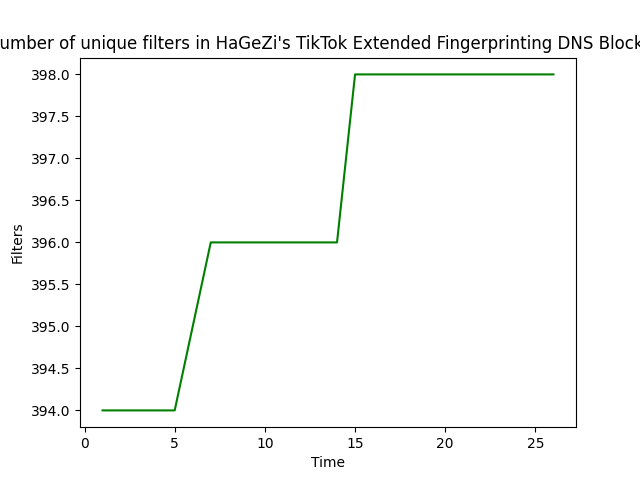 umber of unique filters in HaGeZi's TikTok Extended Fingerprinting DNS Block
398.0
397.5
397.0
396.5
396.0
395.5
395.0
394.5
394.0
Filters
0 5 10 15 20 25
Time